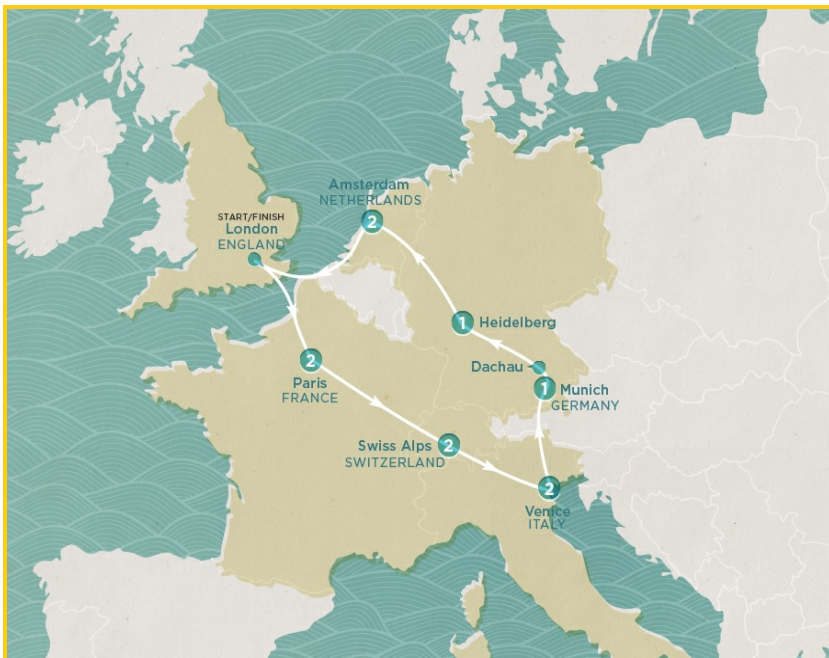 Amsterdam
NETHERLANDS
2
START/FINISH
London
ENGLAND
1
Heidelberg
2
Paris
FRANCE
Dachau
1
Munich
GERMANY
Swiss Alps
SWITZERLAND
2
2
Venice
ITALY